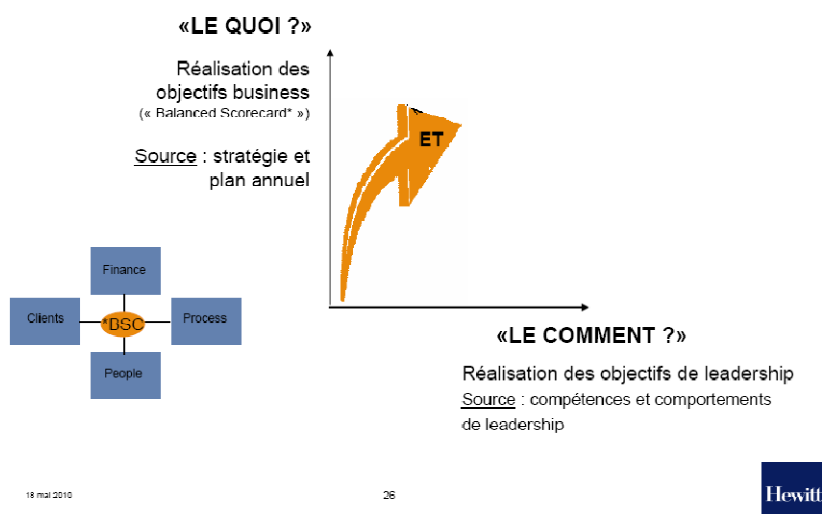 «LE QUOI ?»
Réalisation des
objectifs business
(« Balanced Scorecard* »)
Source : stratégie et
plan annuel
ET
Finance
Clients
*BSC
Process
People
«LE COMMENT ?»
Réalisation des objectifs de leadership
Source : compétences et comportements
de leadership
18 mai 2010
26
Hewitt